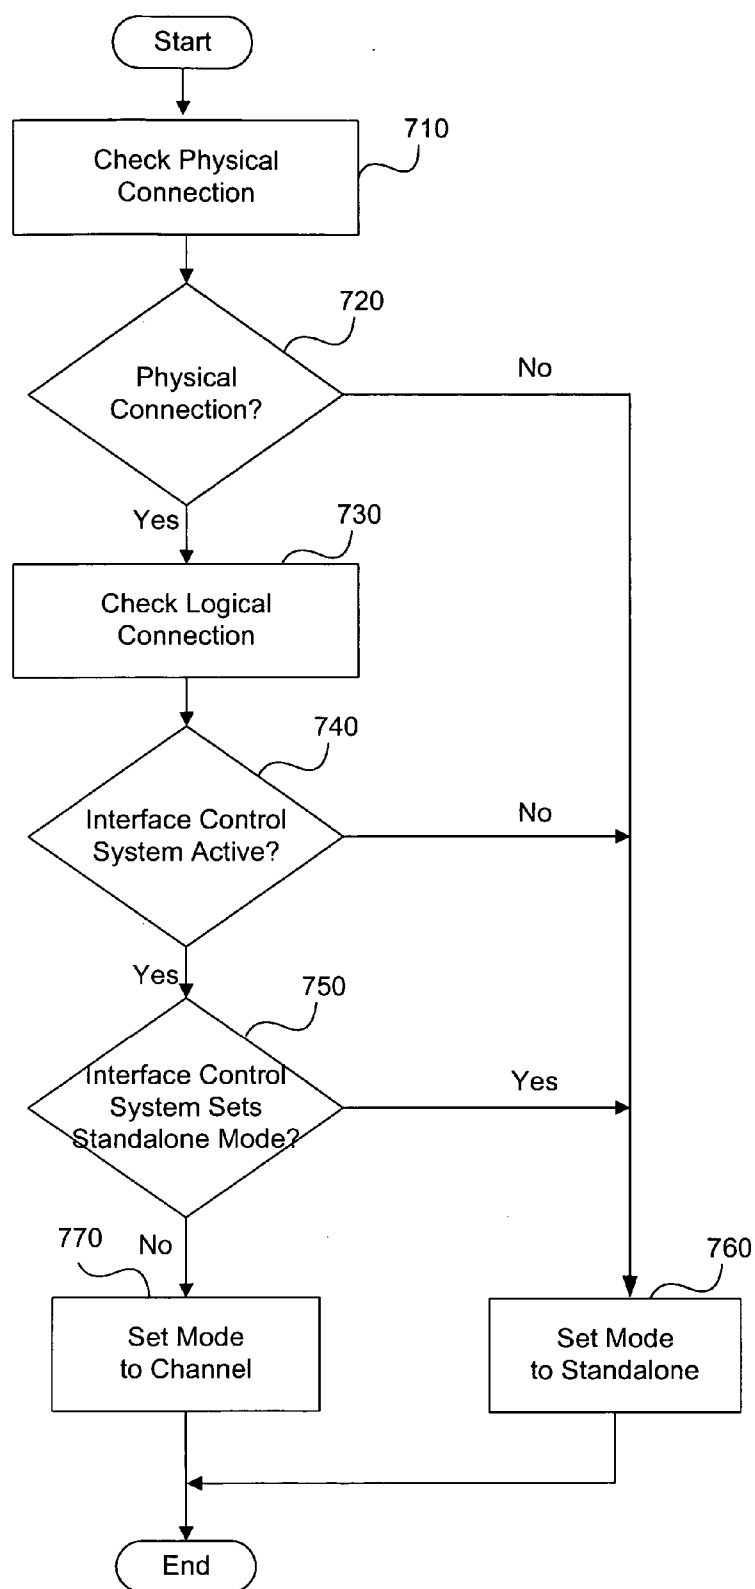 Start
710
Check Physical
Connection
720
Physical
Connection?
No
Yes
730
Check Logical
Connection
740
Interface Control
System Active?
No
Yes
750
Interface Control
System Sets
Standalone Mode?
Yes
No
770
Set Mode
to Channel
760
Set Mode
to Standalone
End